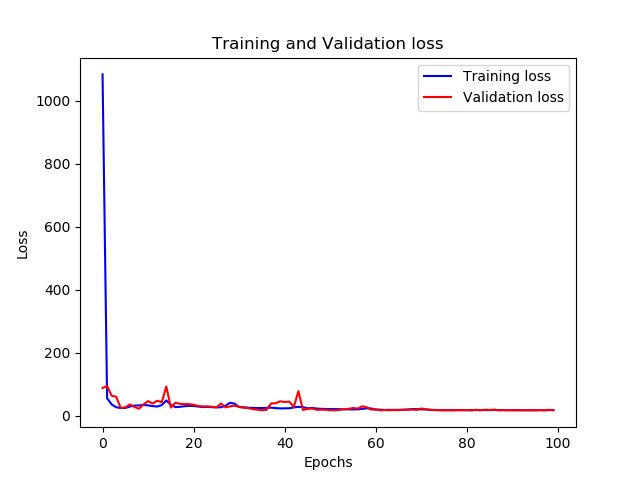 Training and Validation loss
Training loss
Validation loss
1000
800
600
400
200
0
Loss
0 20 40 60 80 100
Epochs